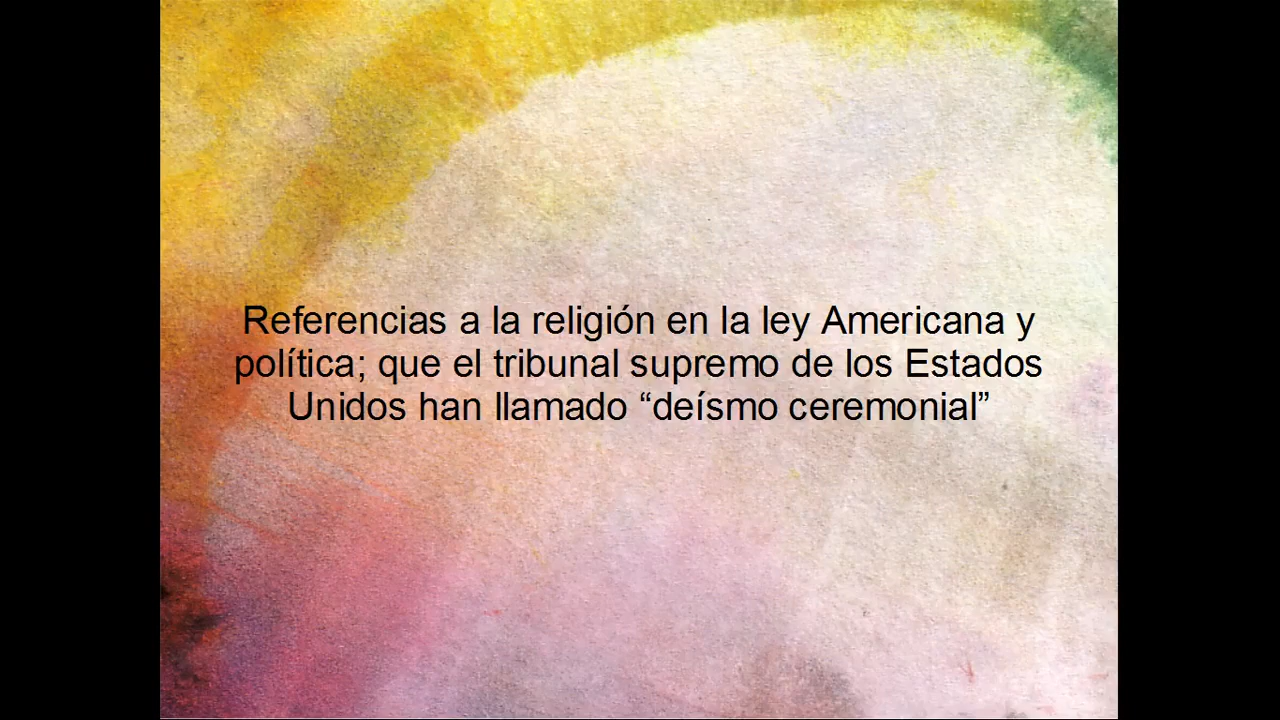 Referencias a la religión en la ley Americana y
política; que el tribunal supremo de los Estados
Unidos han llamado “deísmo ceremonial”